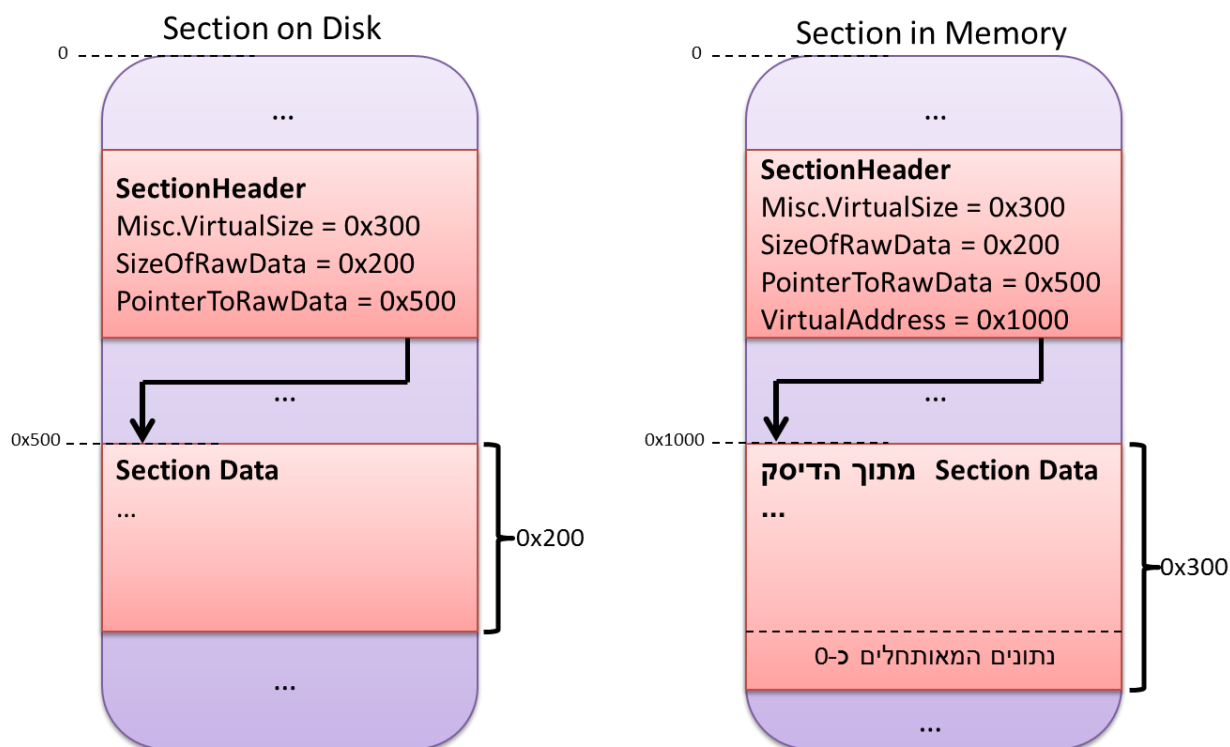 Section on Disk
0
...
SectionHeader
Misc.VirtualSize = 0x300
SizeOfRawData = 0x200
PointerToRawData = 0x500
...
0x500
Section Data
...
0x200
...
Section in Memory
0
...
SectionHeader
Misc.VirtualSize = 0x300
SizeOfRawData = 0x200
PointerToRawData = 0x500
VirtualAddress = 0x1000
...
0x1000
Section Data מתוך הדיסק
...
0x300
נתונים המאותחלים כ-0
...